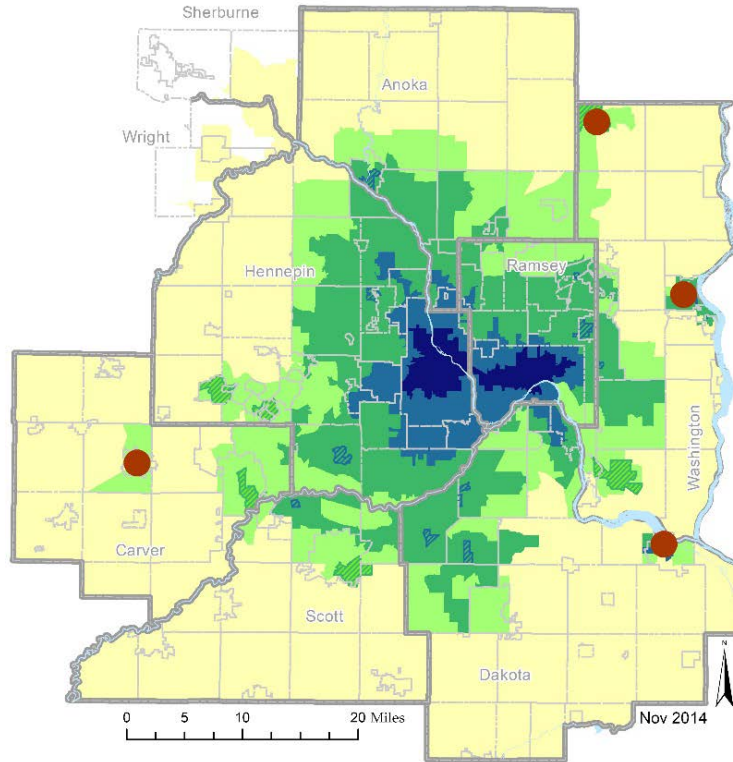 Sherburne
Anoka
Wright
Hennepin
Ramsey
Washington
Carver
Scott
Dakota
N
Nov 2014
0 5 10 20 Miles